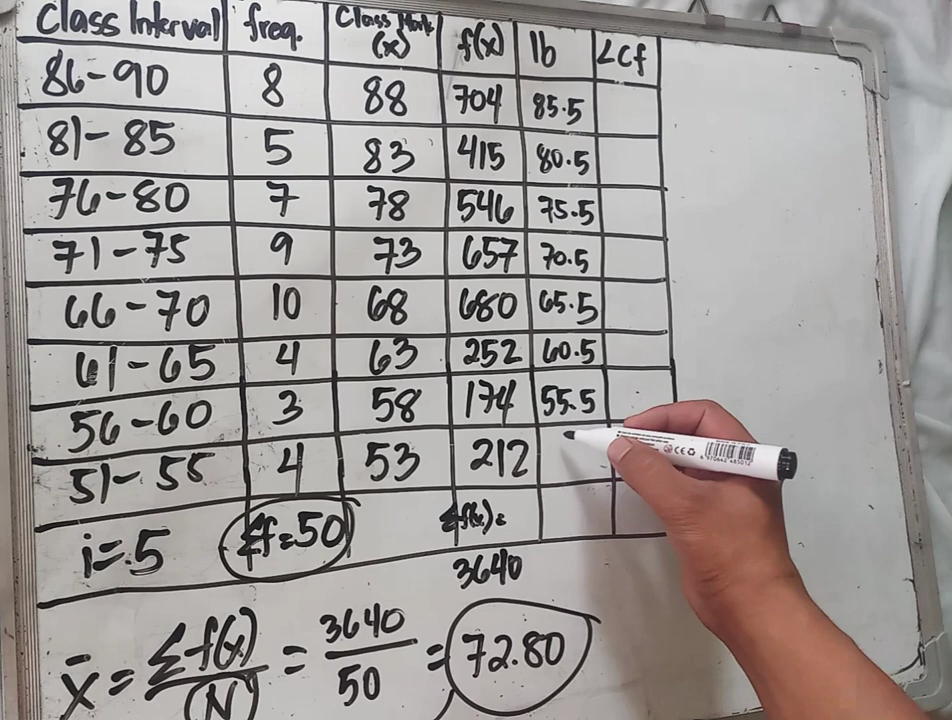 Class Interval freq. Class Mark (x) f(x) lb <Cf
86-90 8 88 704 85.5
81-85 5 83 415 80.5
76-80 7 78 546 75.5
71-75 9 73 657 70.5
66-70 10 68 680 65.5
61-65 4 63 252 60.5
56-60 3 58 174 55.5
51-55 4 53 212
i=5 Σf=50 Σf(x)=
3640
x̄ = Σf(x)/(N) = 3640/50 = 72.80